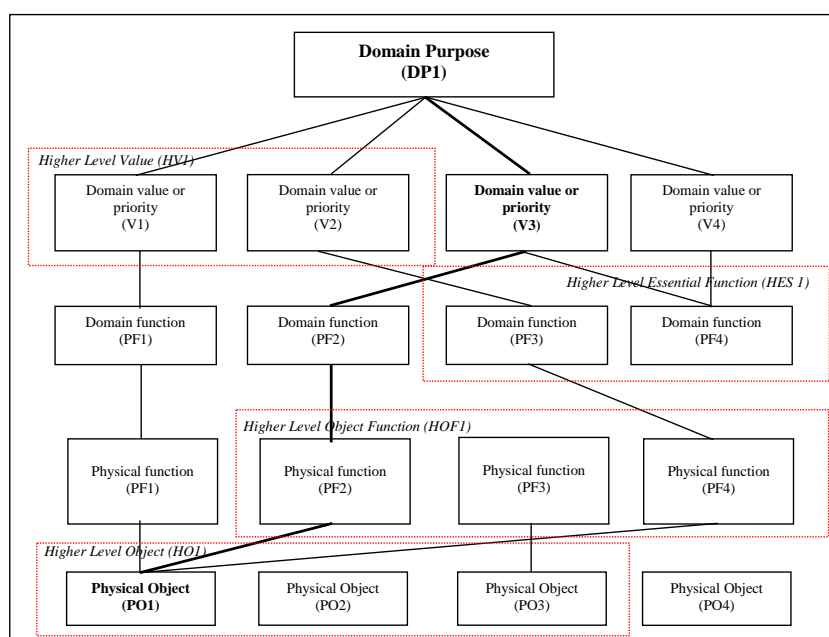 Domain Purpose
(DP1)
Higher Level Value (HV1)
Domain value or
priority
(V1)
Domain value or
priority
(V2)
Domain value or
priority
(V3)
Domain value or
priority
(V4)
Higher Level Essential Function (HES 1)
Domain function
(PF1)
Domain function
(PF2)
Domain function
(PF3)
Domain function
(PF4)
Higher Level Object Function (HOF1)
Physical function
(PF1)
Physical function
(PF2)
Physical function
(PF3)
Physical function
(PF4)
Higher Level Object (HO1)
Physical Object
(PO1)
Physical Object
(PO2)
Physical Object
(PO3)
Physical Object
(PO4)